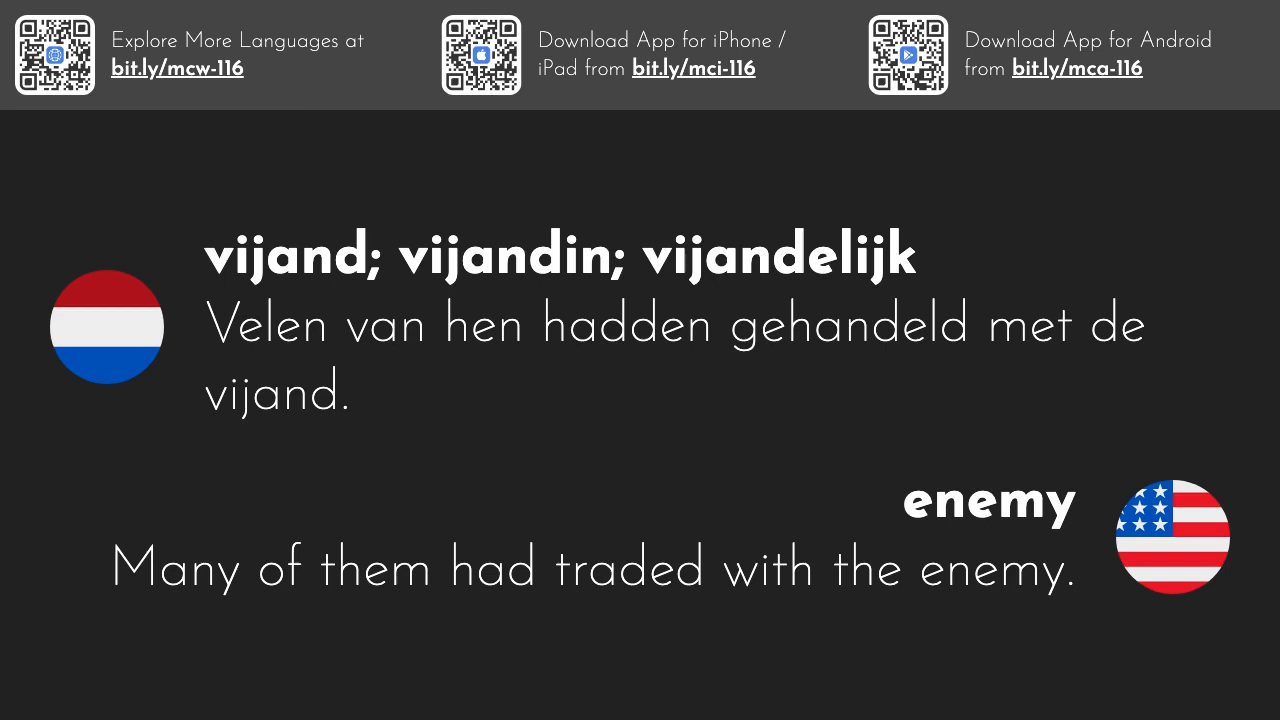 Explore More Languages at
bit.ly/mcw-116
Download App for iPhone /
iPad from bit.ly/mci-116
Download App for Android
from bit.ly/mca-116
vijand; vijandin; vijandelijk
Velen van hen hadden gehandeld met de
vijand.
enemy
Many of them had traded with the enemy.